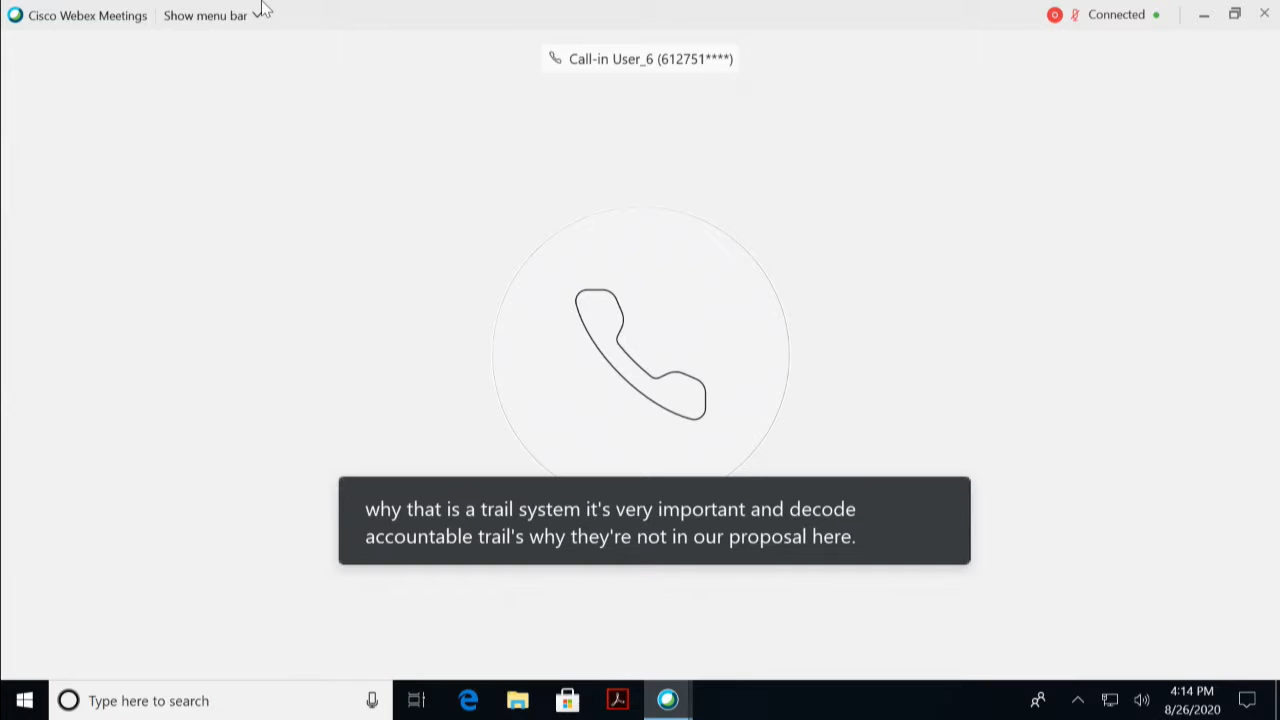 Cisco Webex Meetings
Show menu bar
Connected
Call-in User_6 (612751****)
why that is a trail system it's very important and decode
accountable trail's why they're not in our proposal here.
Type here to search
4:14 PM
8/26/2020